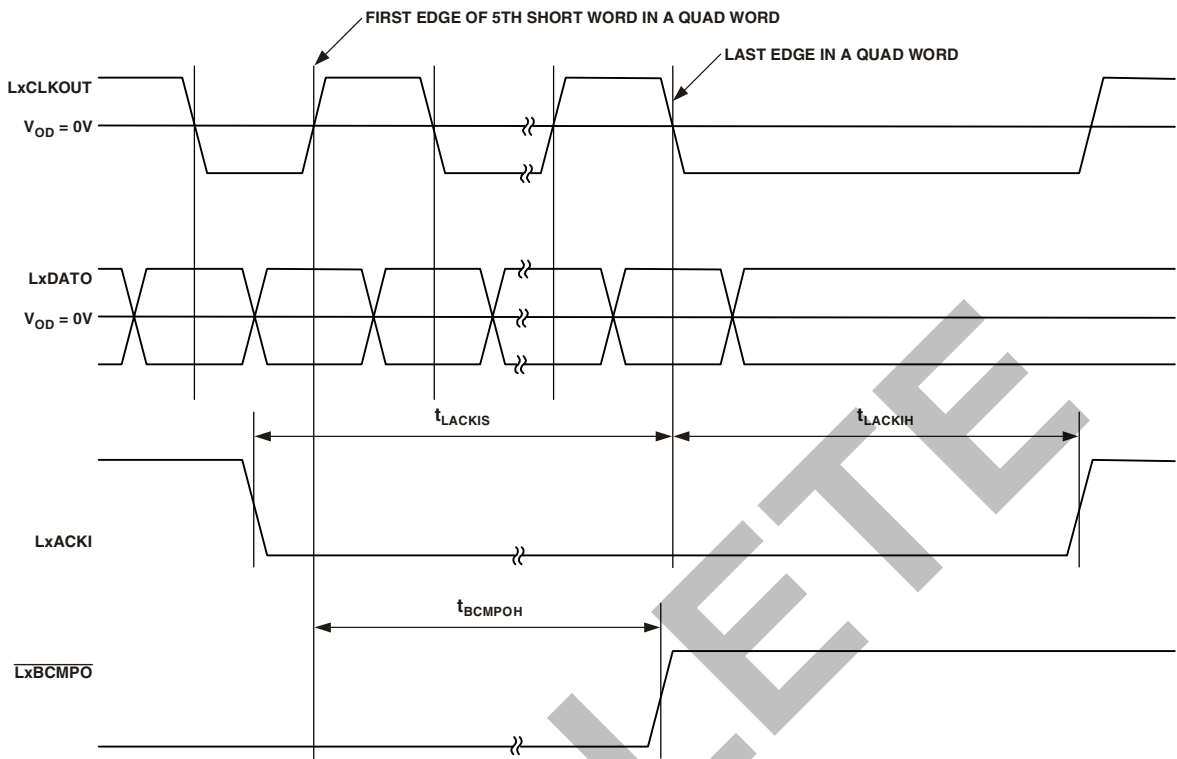 FIRST EDGE OF 5TH SHORT WORD IN A QUAD WORD
LAST EDGE IN A QUAD WORD
LxCLKOUT
VOD = 0V
LxDATO
VOD = 0V
tLACKIS
tLACKIH
LxACKI
tBCMPOH
LxBCMPO
LETE